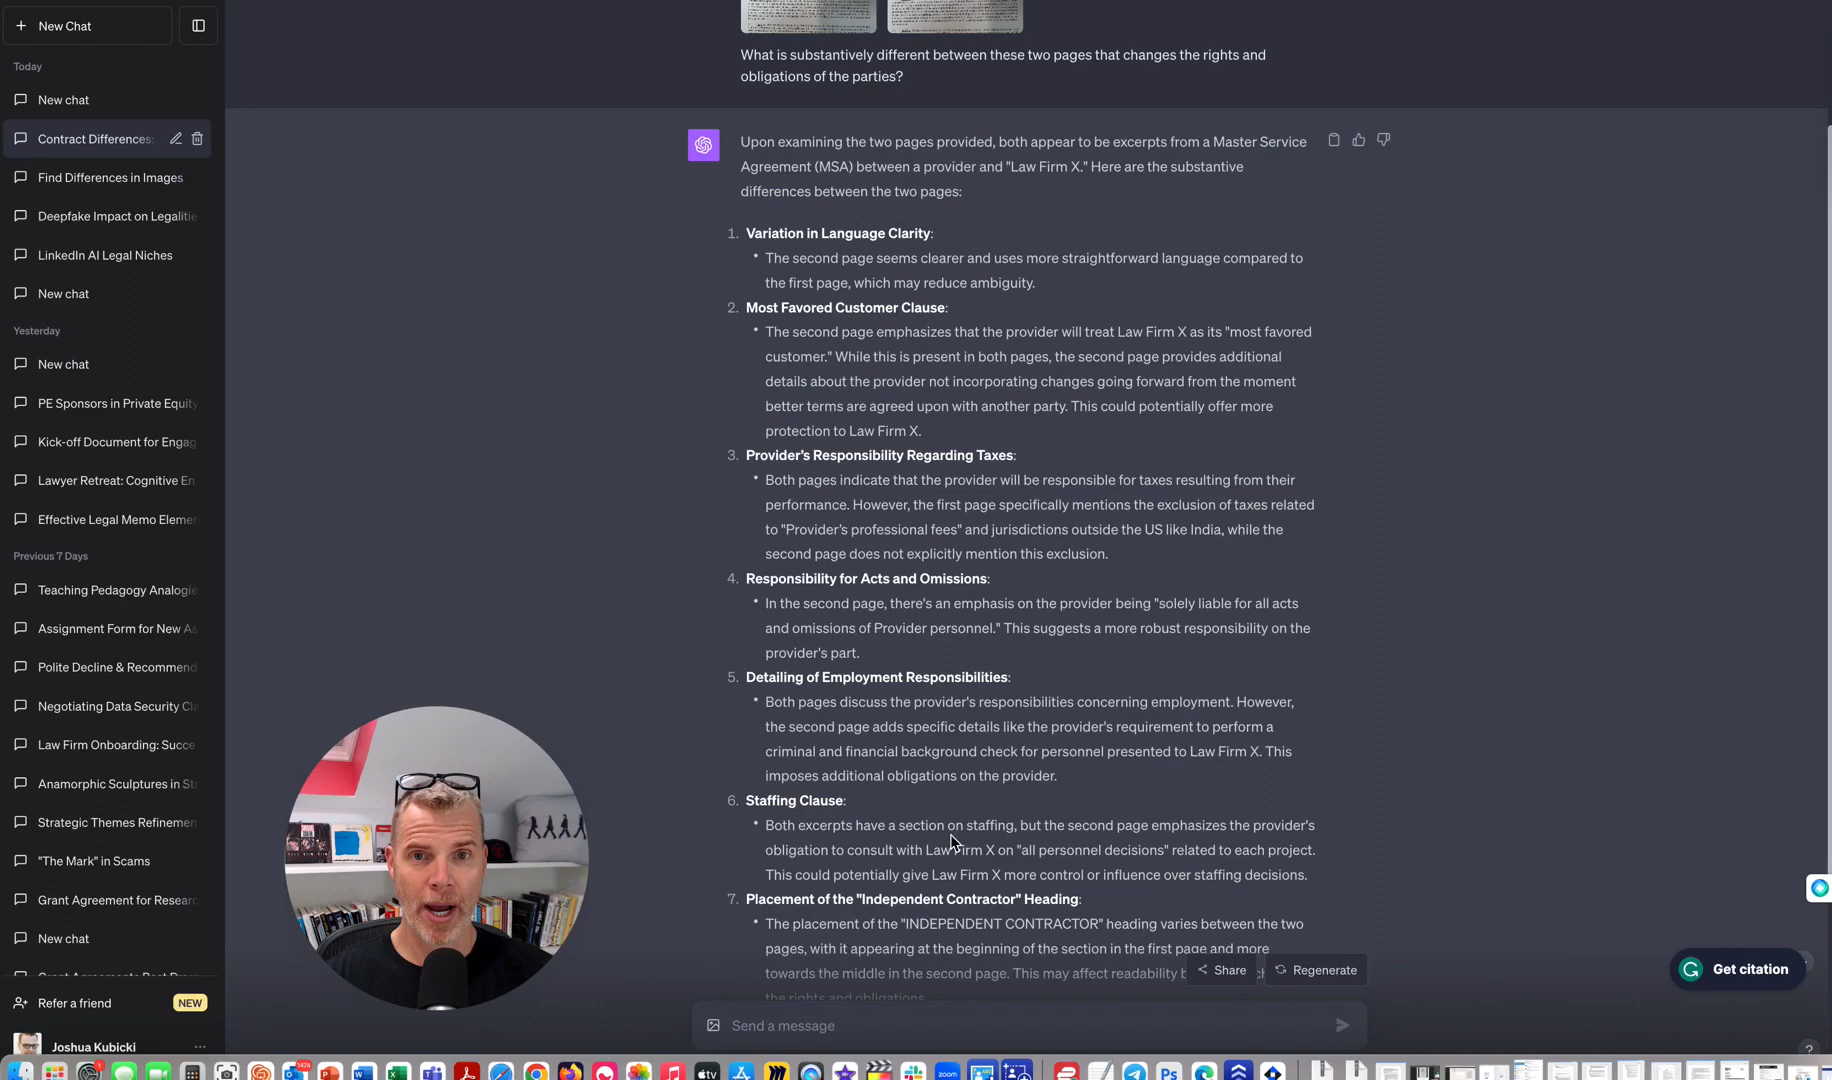 New Chat
Today
New chat
Contract Differences:
Find Differences in Images
Deepfake Impact on Legalitie
LinkedIn AI Legal Niches
New chat
Yesterday
New chat
PE Sponsors in Private Equity
Kick-off Document for Engag
Lawyer Retreat: Cognitive En
Effective Legal Memo Elemen
Previous 7 Days
Teaching Pedagogy Analogie
Assignment Form for New As
Polite Decline & Recommend
Negotiating Data Security Cla
Law Firm Onboarding: Succe
Anamorphic Sculptures in Str
Strategic Themes Refinemen
"The Mark" in Scams
Grant Agreement for Researc
New chat
Refer a friend
NEW
Joshua Kubicki
What is substantively different between these two pages that changes the rights and
obligations of the parties?
Upon examining the two pages provided, both appear to be excerpts from a Master Service
Agreement (MSA) between a provider and "Law Firm X." Here are the substantive
differences between the two pages:
1. Variation in Language Clarity:
• The second page seems clearer and uses more straightforward language compared to
the first page, which may reduce ambiguity.
2. Most Favored Customer Clause:
• The second page emphasizes that the provider will treat Law Firm X as its "most favored
customer." While this is present in both pages, the second page provides additional
details about the provider not incorporating changes going forward from the moment
better terms are agreed upon with another party. This could potentially offer more
protection to Law Firm X.
3. Provider's Responsibility Regarding Taxes:
• Both pages indicate that the provider will be responsible for taxes resulting from their
performance. However, the first page specifically mentions the exclusion of taxes related
to "Provider's professional fees" and jurisdictions outside the US like India, while the
second page does not explicitly mention this exclusion.
4. Responsibility for Acts and Omissions:
• In the second page, there's an emphasis on the provider being "solely liable for all acts
and omissions of Provider personnel." This suggests a more robust responsibility on the
provider's part.
5. Detailing of Employment Responsibilities:
• Both pages discuss the provider's responsibilities concerning employment. However,
the second page adds specific details like the provider's requirement to perform a
criminal and financial background check for personnel presented to Law Firm X. This
imposes additional obligations on the provider.
6. Staffing Clause:
• Both excerpts have a section on staffing, but the second page emphasizes the provider's
obligation to consult with Law Firm X on "all personnel decisions" related to each project.
This could potentially give Law Firm X more control or influence over staffing decisions.
7. Placement of the "Independent Contractor" Heading:
• The placement of the "INDEPENDENT CONTRACTOR" heading varies between the two
pages, with it appearing at the beginning of the section in the first page and more
towards the middle in the second page. This may affect readability
the rights and obligations.
Share
Regenerate
Send a message
Get citation
?
1474
tv
zoom
Ps